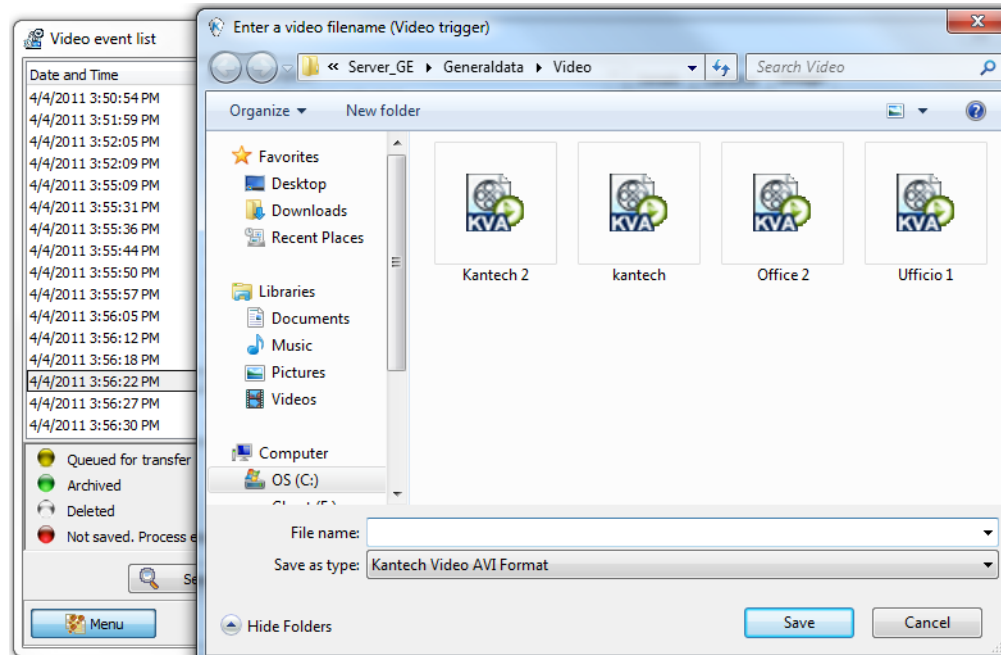 Video event list
Date and Time
4/4/2011 3:50:54 PM
4/4/2011 3:51:59 PM
4/4/2011 3:52:05 PM
4/4/2011 3:52:09 PM
4/4/2011 3:55:09 PM
4/4/2011 3:55:31 PM
4/4/2011 3:55:36 PM
4/4/2011 3:55:44 PM
4/4/2011 3:55:50 PM
4/4/2011 3:55:57 PM
4/4/2011 3:56:05 PM
4/4/2011 3:56:12 PM
4/4/2011 3:56:18 PM
4/4/2011 3:56:22 PM
4/4/2011 3:56:27 PM
4/4/2011 3:56:30 PM
Queued for transfer
Archived
Deleted
Not saved. Process e
Se
Menu
Enter a video filename (Video trigger)
« Server_GE ▸ Generaldata ▸ Video
Search Video
Organize
New folder
Favorites
Desktop
Downloads
Recent Places
Libraries
Documents
Music
Pictures
Videos
Computer
OS (C:)
KVA
KVA
KVA
KVA
Kantech 2
kantech
Office 2
Ufficio 1
File name:
Save as type: Kantech Video AVI Format
Hide Folders
Save
Cancel